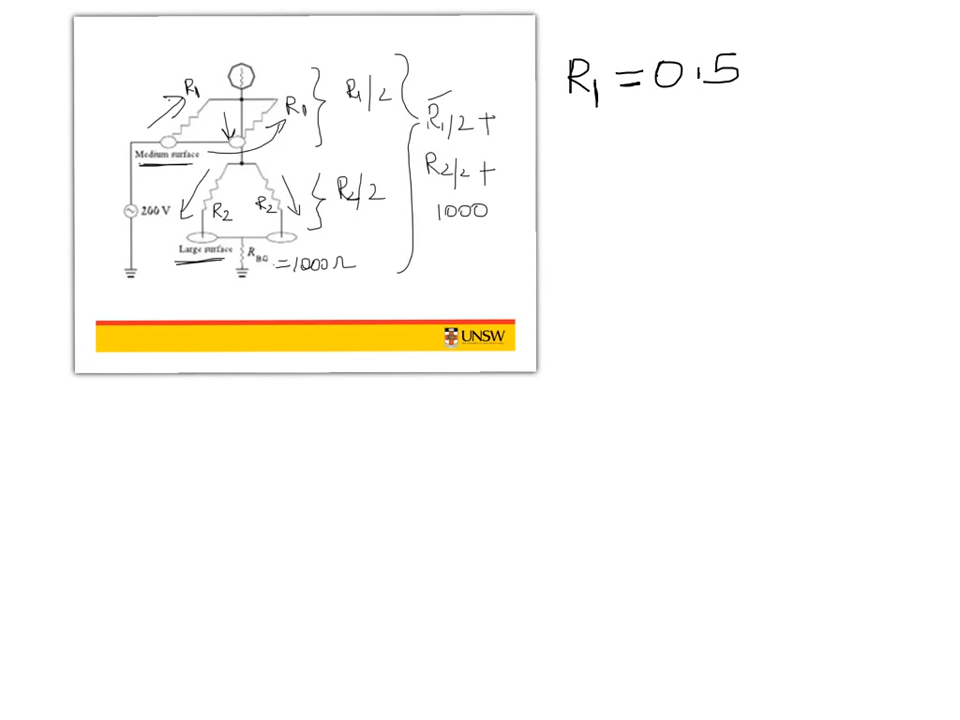 R1
R1
} R1/2
R1/2 +
R2/2 +
1000
Medium surface
200 V
R2
R2
} R2/2
Large surface
RBG
= 1000 Ω
UNSW
R1 = 0.5